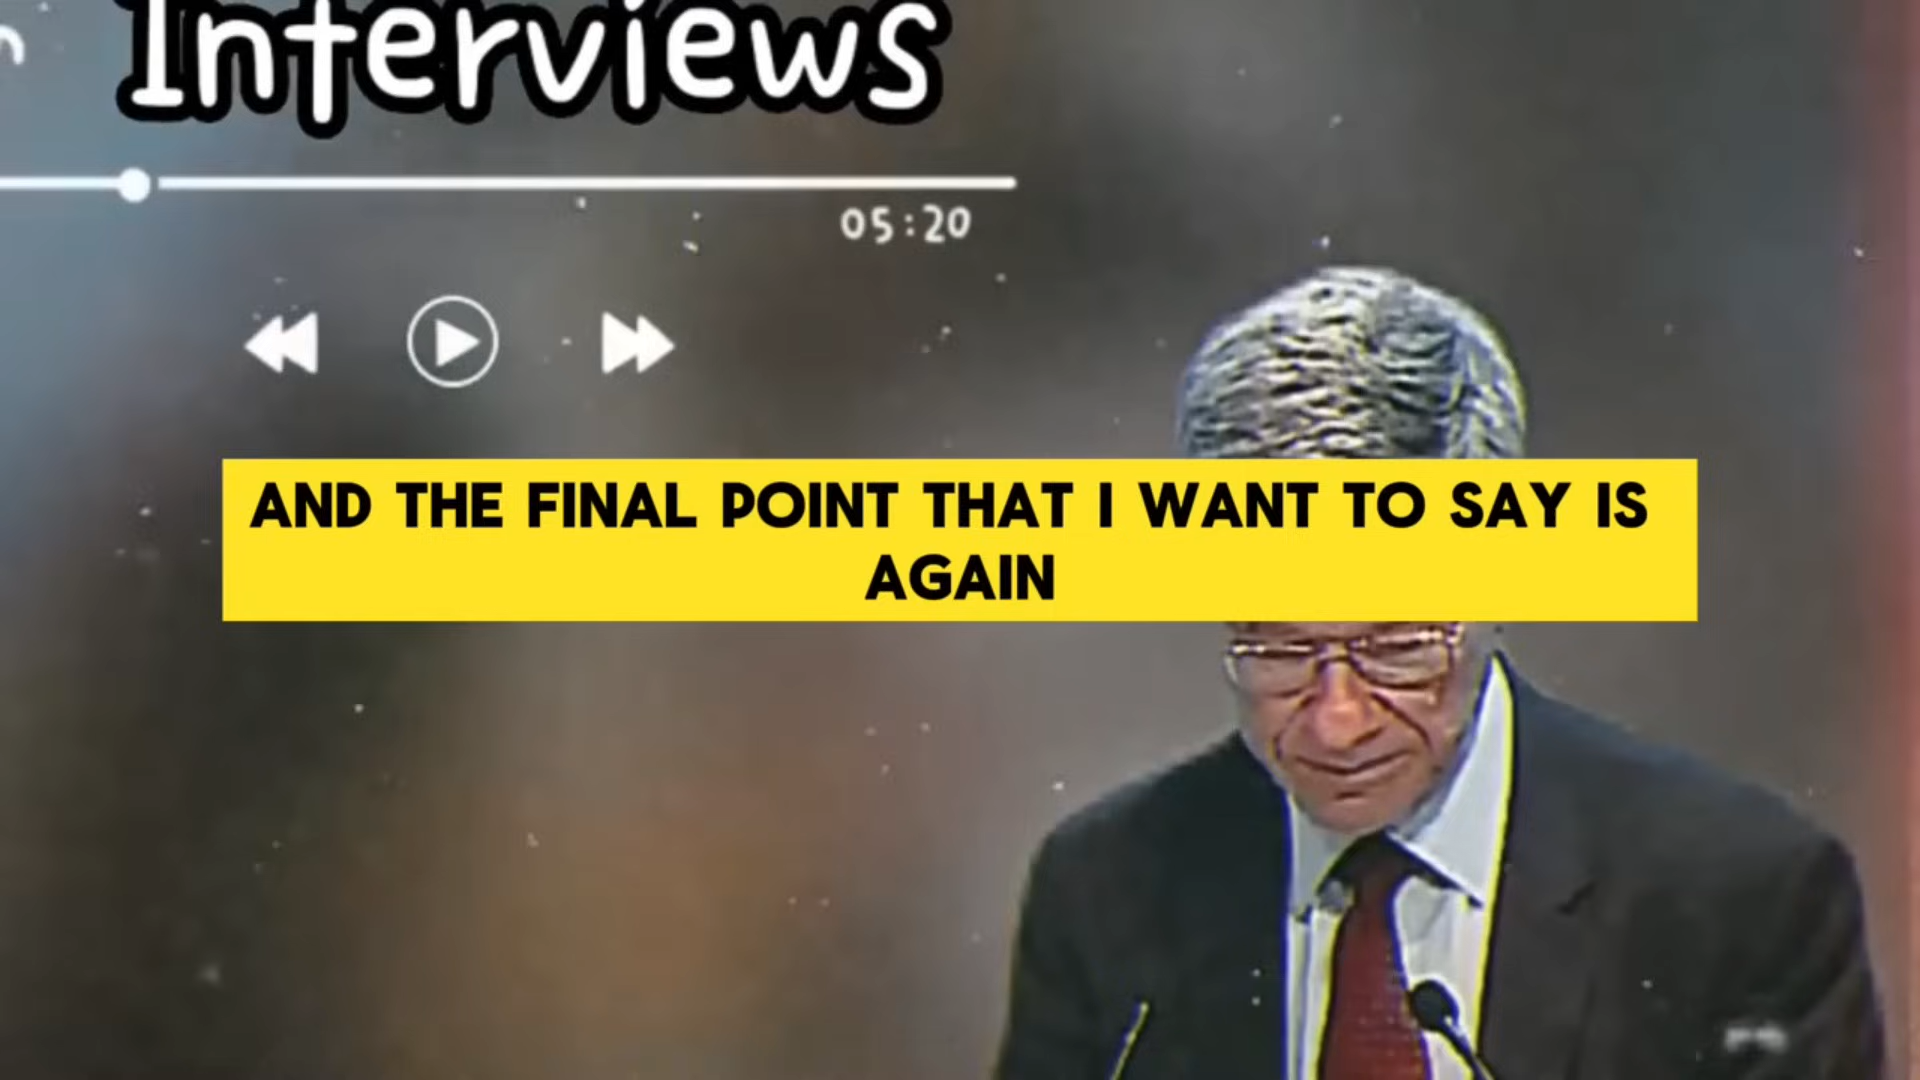 Interviews
05:20
AND THE FINAL POINT THAT I WANT TO SAY IS
AGAIN